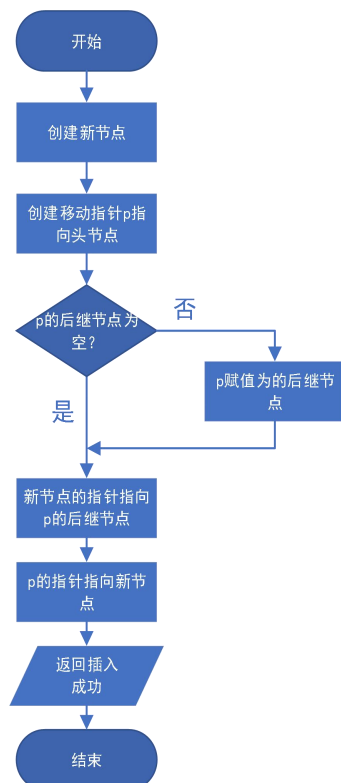 开始
创建新节点
创建移动指针p指
向头节点
p的后继节点为
空?
否
p赋值为的后继节
点
是
新节点的指针指向
p的后继节点
p的指针指向新节
点
返回插入
成功
结束